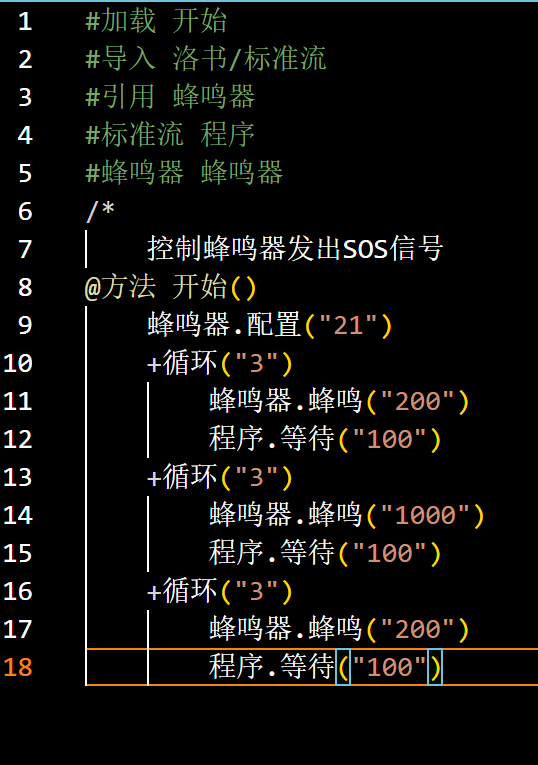 1 #加载 开始
2 #导入 洛书/标准流
3 #引用 蜂鸣器
4 #标准流 程序
5 #蜂鸣器 蜂鸣器
6 /*
7 控制蜂鸣器发出SOS信号
8 @方法 开始()
9 蜂鸣器.配置("21")
10 +循环("3")
11 蜂鸣器.蜂鸣("200")
12 程序.等待("100")
13 +循环("3")
14 蜂鸣器.蜂鸣("1000")
15 程序.等待("100")
16 +循环("3")
17 蜂鸣器.蜂鸣("200")
18 程序.等待("100")